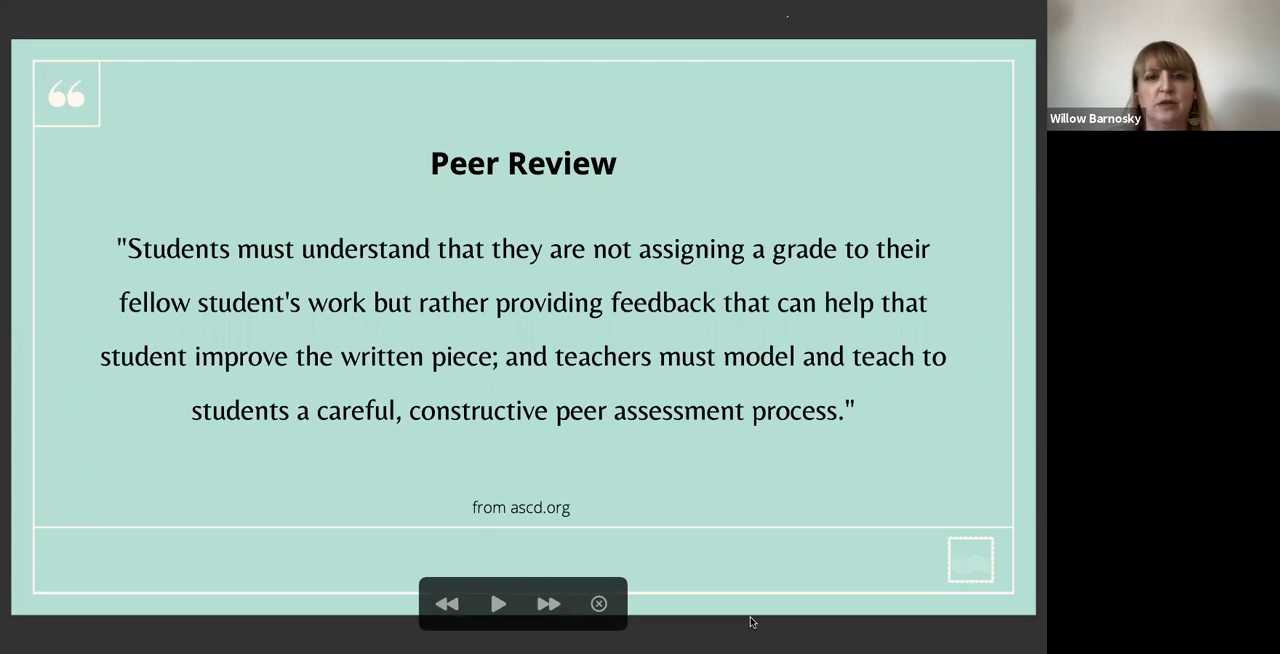 Peer Review
"Students must understand that they are not assigning a grade to their
fellow student's work but rather providing feedback that can help that
student improve the written piece; and teachers must model and teach to
students a careful, constructive peer assessment process."
from ascd.org
Willow Barnosky